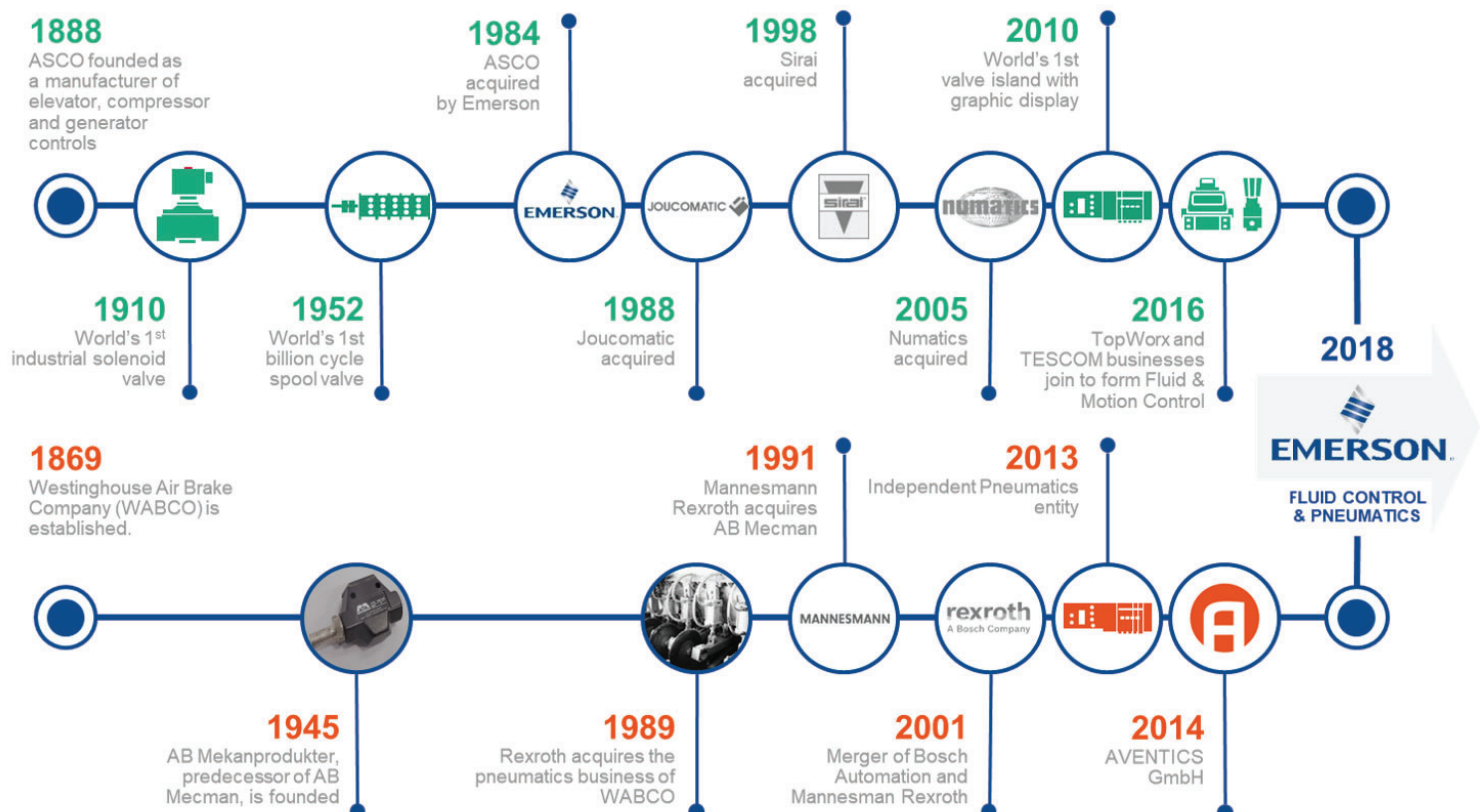 1888
ASCO founded as
a manufacturer of
elevator, compressor
and generator
controls
1984
ASCO
acquired
by Emerson
1998
Sirai
acquired
2010
World's 1st
valve island with
graphic display
EMERSON
JOUCOMATIC
sirai
numatics
1910
World's 1st
industrial solenoid
valve
1952
World's 1st
billion cycle
spool valve
1988
Joucomatic
acquired
2005
Numatics
acquired
2016
TopWorx and
TESCOM businesses
join to form Fluid &
Motion Control
2018
EMERSON
FLUID CONTROL
& PNEUMATICS
1869
Westinghouse Air Brake
Company (WABCO) is
established.
1991
Mannesmann
Rexroth acquires
AB Mecman
2013
Independent Pneumatics
entity
MANNESMANN
rexroth
A Bosch Company
1945
AB Mekanprodukter,
predecessor of AB
Mecman, is founded
1989
Rexroth acquires the
pneumatics business of
WABCO
2001
Merger of Bosch
Automation and
Mannesman Rexroth
2014
AVENTICS
GmbH